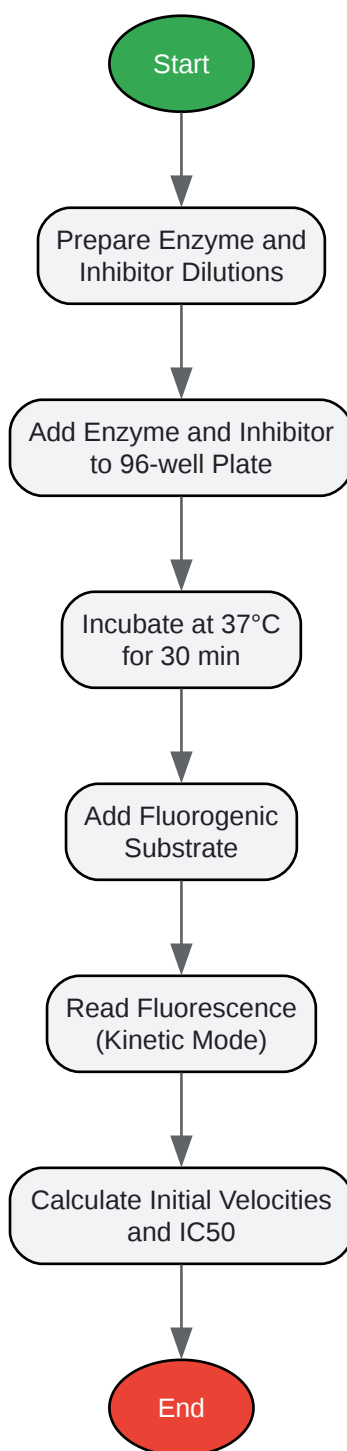 Start
Prepare Enzyme and
Inhibitor Dilutions
Add Enzyme and Inhibitor
to 96-well Plate
Incubate at 37°C
for 30 min
Add Fluorogenic
Substrate
Read Fluorescence
(Kinetic Mode)
Calculate Initial Velocities
and IC50
End